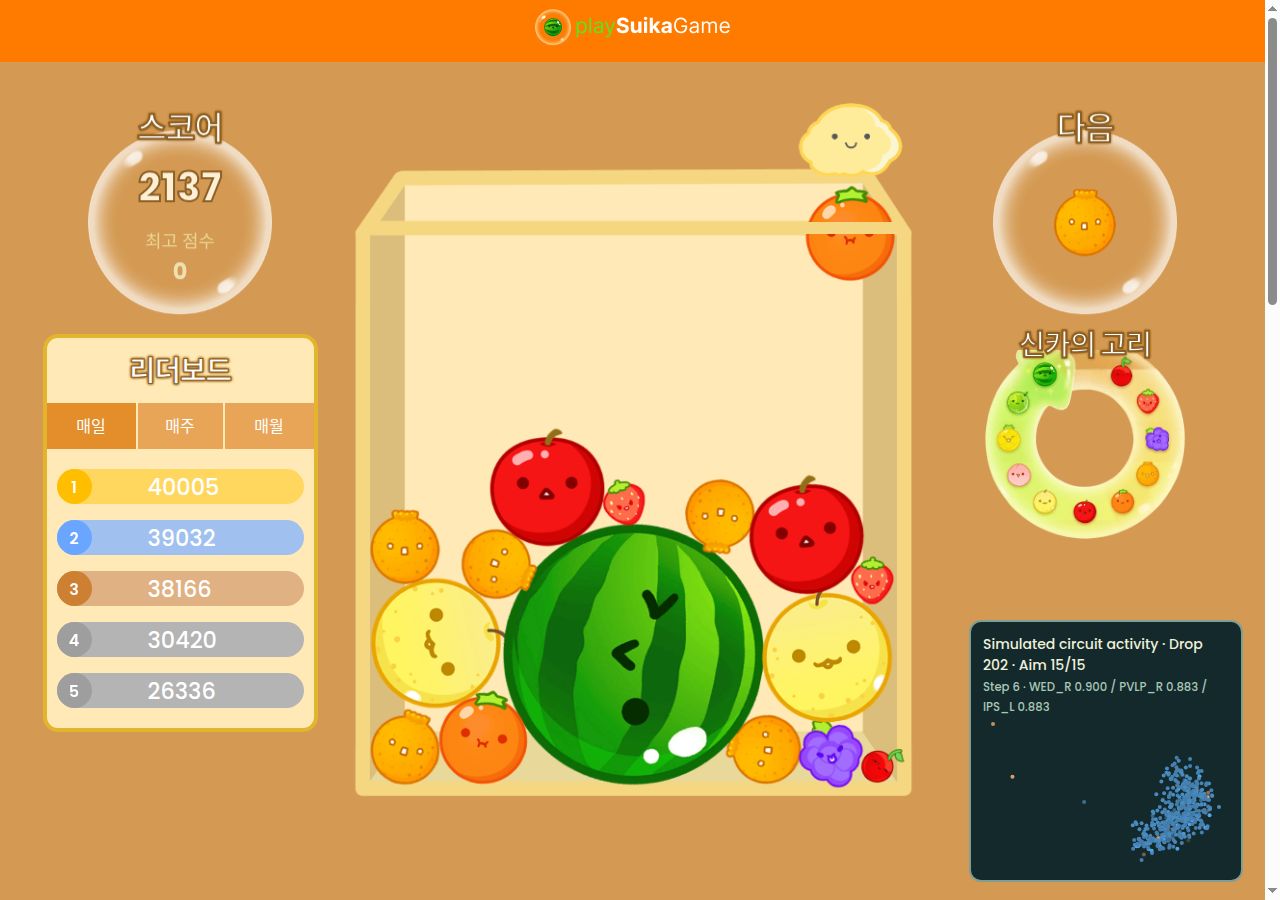 playSuikaGame
스코어
2137
최고 점수
0
리더보드
매일 매주 매월
1 40005
2 39032
3 38166
4 30420
5 26336
다음
신카의 고리
Simulated circuit activity · Drop
202 · Aim 15/15
Step 6 · WED_R 0.900 / PVLP_R 0.883 /
IPS_L 0.883